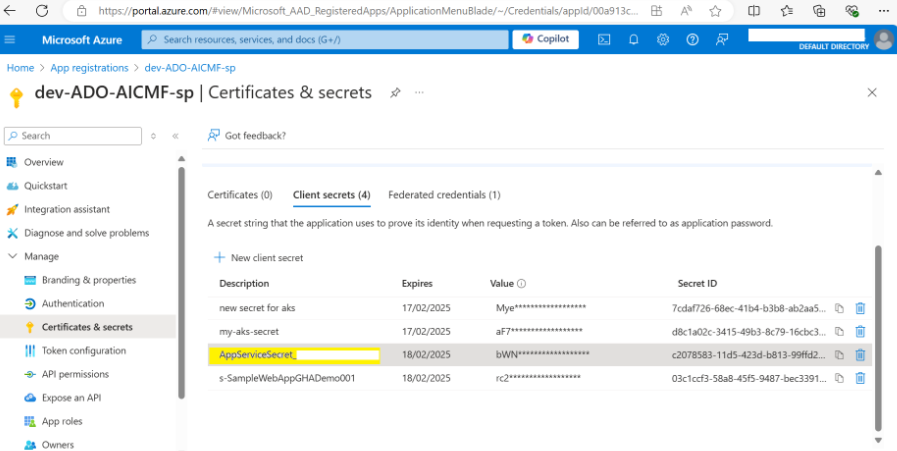 https://portal.azure.com/#view/Microsoft_AAD_RegisteredApps/ApplicationMenuBlade/~/Credentials/appId/00a913c...
Microsoft Azure
Search resources, services, and docs (G+/)
Copilot
DEFAULT DIRECTORY
Home > App registrations > dev-ADO-AICMF-sp
dev-ADO-AICMF-sp | Certificates & secrets
Search
Got feedback?
Overview
Quickstart
Integration assistant
Diagnose and solve problems
Manage
Branding & properties
Authentication
Certificates & secrets
Token configuration
API permissions
Expose an API
App roles
Owners
Certificates (0) Client secrets (4) Federated credentials (1)
A secret string that the application uses to prove its identity when requesting a token. Also can be referred to as application password.
New client secret
Description Expires Value Secret ID
new secret for aks 17/02/2025 Mye****************** 7cdaf726-68ec-41b4-b3b8-ab2aa5...
my-aks-secret 17/02/2025 aF7****************** d8c1a02c-3415-49b3-8c79-16cbc3...
AppServiceSecret_ 18/02/2025 bWN****************** c2078583-11d5-423d-b813-99ffd2...
s-SampleWebAppGHADemo001 18/02/2025 rc2****************** 03c1ccf3-58a8-45f5-9487-bec3391...